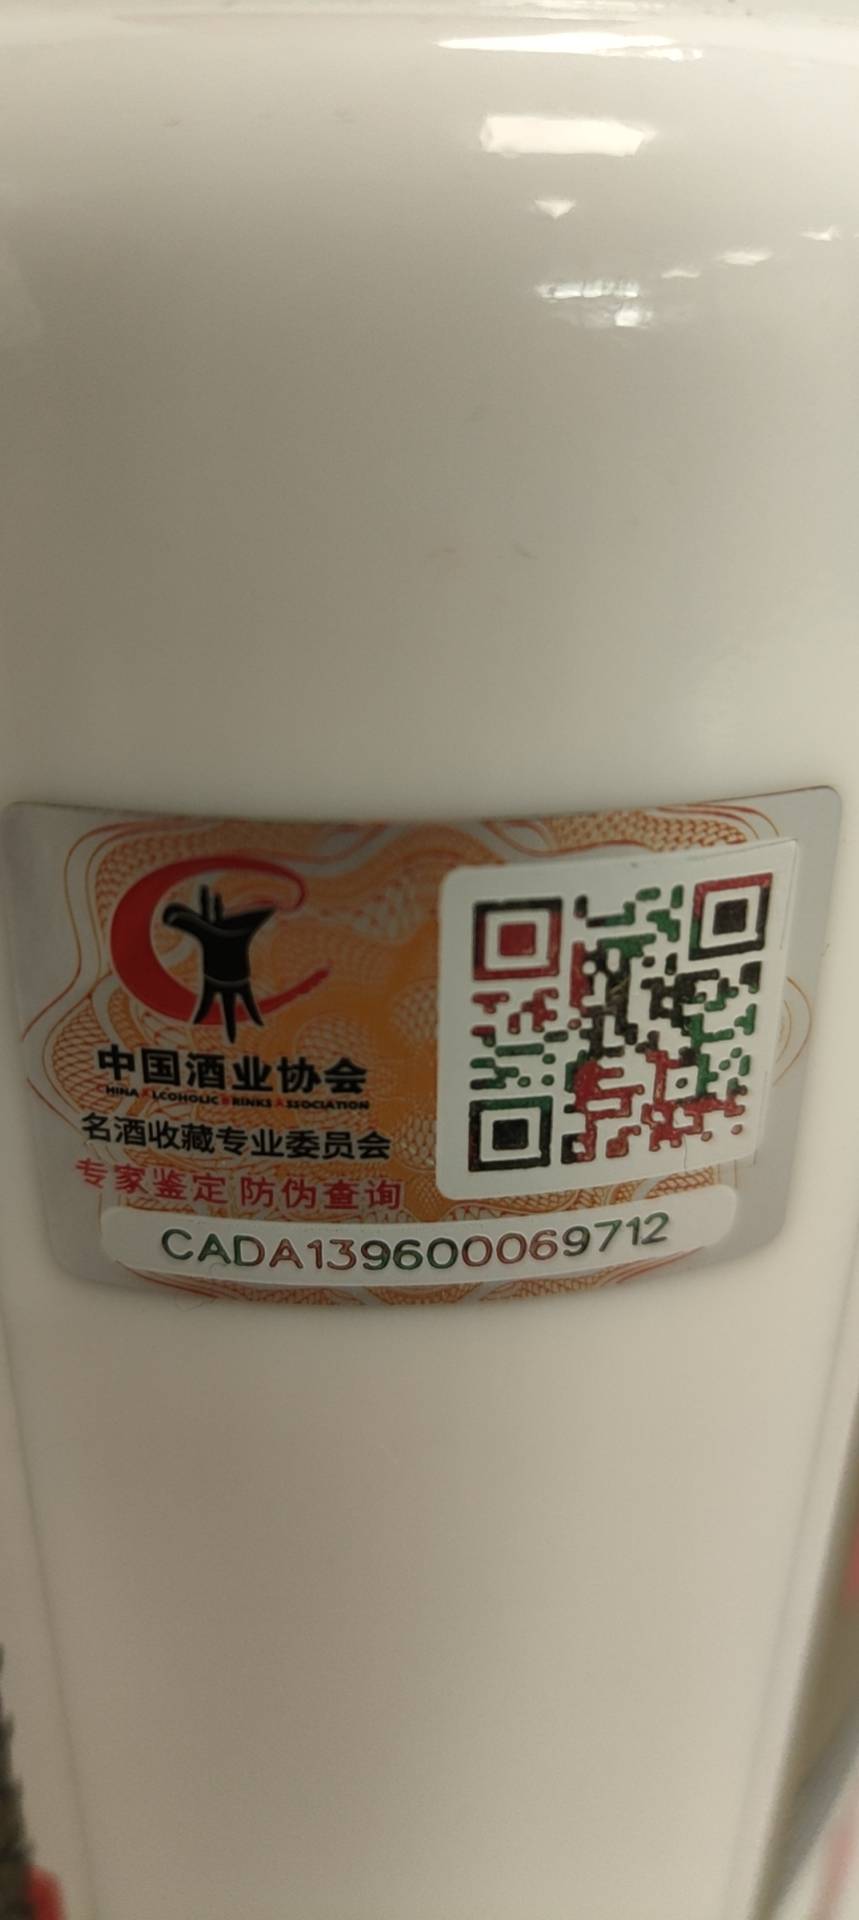 中国酒业协会
CHINA ALCOHOLIC DRINKS ASSOCIATION
名酒收藏专业委员会
专家鉴定 防伪查询
CADA139600069712